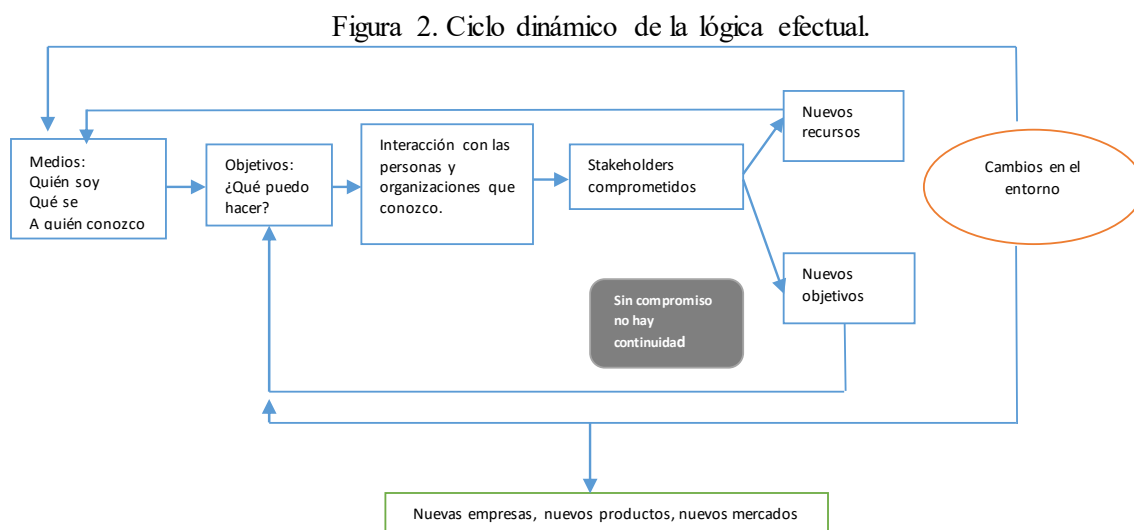 Figura 2. Ciclo dinámico de la lógica efectual.
Medios:
Quién soy
Qué se
A quién conozco
Objetivos:
¿Qué puedo
hacer?
Interacción con las
personas y
organizaciones que
conozco.
Stakeholders
comprometidos
Nuevos
recursos
Nuevos
objetivos
Cambios en el
entorno
Sin compromiso
no hay
continuidad
Nuevas empresas, nuevos productos, nuevos mercados